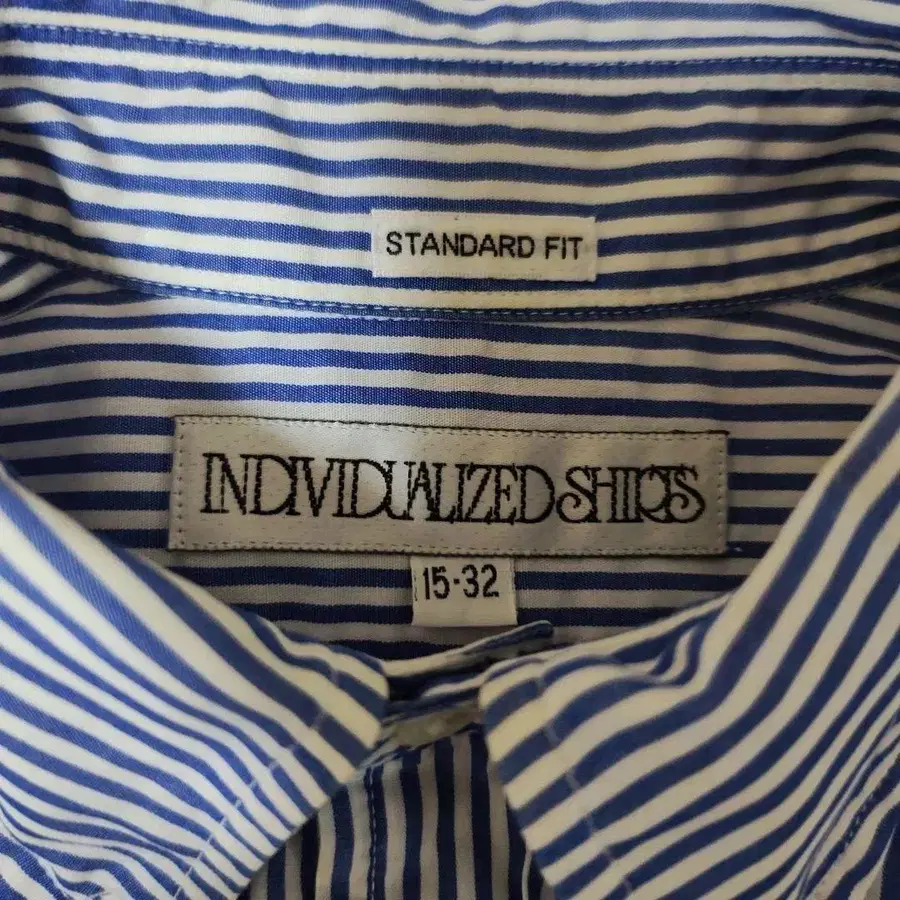 STANDARD FIT
INDIVIDUALIZED SHIRTS
15-32